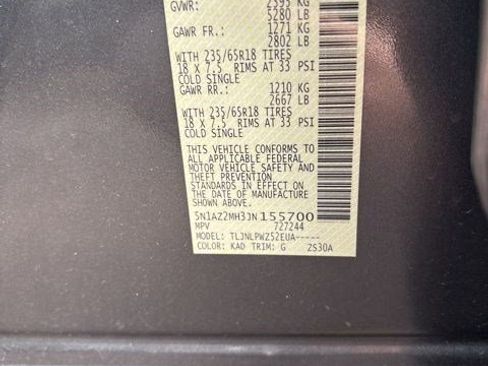 GVWR: 2395 KG
5280 LB
GAWR FR.: 1271 KG
2802 LB
WITH 235/65R18 TIRES
18 X 7.5 RIMS AT 33 PSI
COLD SINGLE
GAWR RR.: 1210 KG
2667 LB
WITH 235/65R18 TIRES
18 X 7.5 RIMS AT 33 PSI
COLD SINGLE
THIS VEHICLE CONFORMS TO
ALL APPLICABLE FEDERAL
MOTOR VEHICLE SAFETY
AND THEFT PREVENTION
STANDARDS IN EFFECT ON
THE DATE OF MANUFACTURE
SHOWN ABOVE.
5N1AZ2MH3JN155700
MPV 727244
MODEL: TLJNLPWZ52EUA-----
COLOR: KAD TRIM: G ZS30A